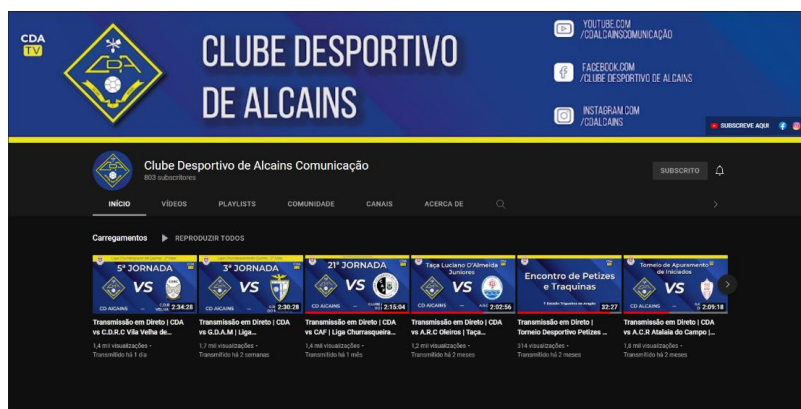 CDA
TV
CDA
CLUBE DESPORTIVO
DE ALCAINS
YOUTUBE.COM
/CDALCAINSCOMUNICAÇÃO
FACEBOOK.COM
/CLUBE DESPORTIVO DE ALCAINS
INSTAGRAM.COM
/CDALCAINS
SUBSCREVE AQUI
Clube Desportivo de Alcains Comunicação
803 subscritores
SUBSCRITO
INÍCIO VÍDEOS PLAYLISTS COMUNIDADE CANAIS ACERCA DE
Carregamentos REPRODUZIR TODOS
5ª JORNADA
VS
CD ALCAINS
2:34:28
Transmissão em Direto | CDA
vs C.D.R.C Vila Velha de...
1,4 mil visualizações •
Transmitido há 1 dia
3ª JORNADA
VS
CD ALCAINS
2:30:28
Transmissão em Direto | CDA
vs G.D.A.M | Liga...
1,7 mil visualizações •
Transmitido há 2 semanas
21ª JORNADA
VS
CD ALCAINS
2:15:04
Transmissão em Direto | CDA
vs CAF | Liga Churrasqueira...
1,4 mil visualizações •
Transmitido há 1 mês
Taça Luciano D'Almeida
Juniores
VS
CD ALCAINS
2:02:56
Transmissão em Direto | CDA
vs A.R.C Oleiros | Taça...
1,2 mil visualizações •
Transmitido há 2 meses
Encontro de Petizes
e Traquinas
32:27
Transmissão em Direto |
Torneio Desportivo Petizes ...
314 visualizações •
Transmitido há 2 meses
Torneio de Apuramento
de Iniciados
VS
CD ALCAINS
2:09:18
Transmissão em Direto | CDA
vs A.C.R Atalaia do Campo |...
1,8 mil visualizações •
Transmitido há 2 meses